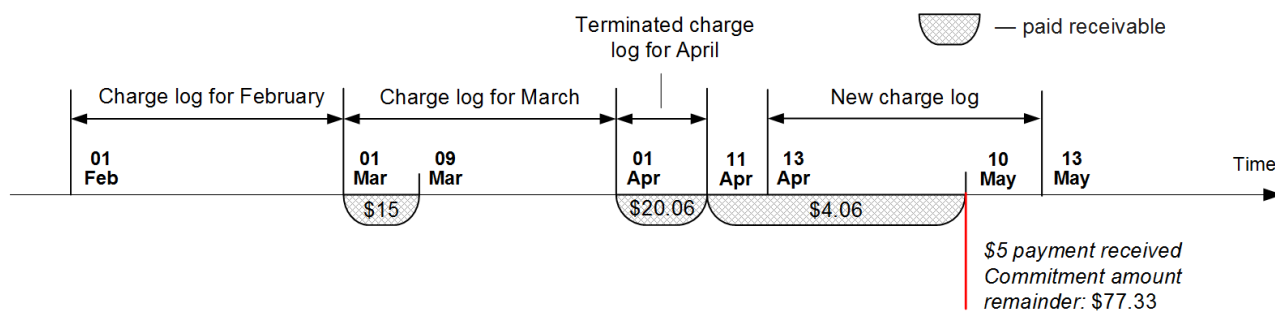 Terminated charge
log for April
— paid receivable
Charge log for February
Charge log for March
New charge log
01
Feb
01
Mar
09
Mar
01
Apr
11
Apr
13
Apr
10
May
13
May
Time
$15
$20.06
$4.06
$5 payment received
Commitment amount
remainder: $77.33